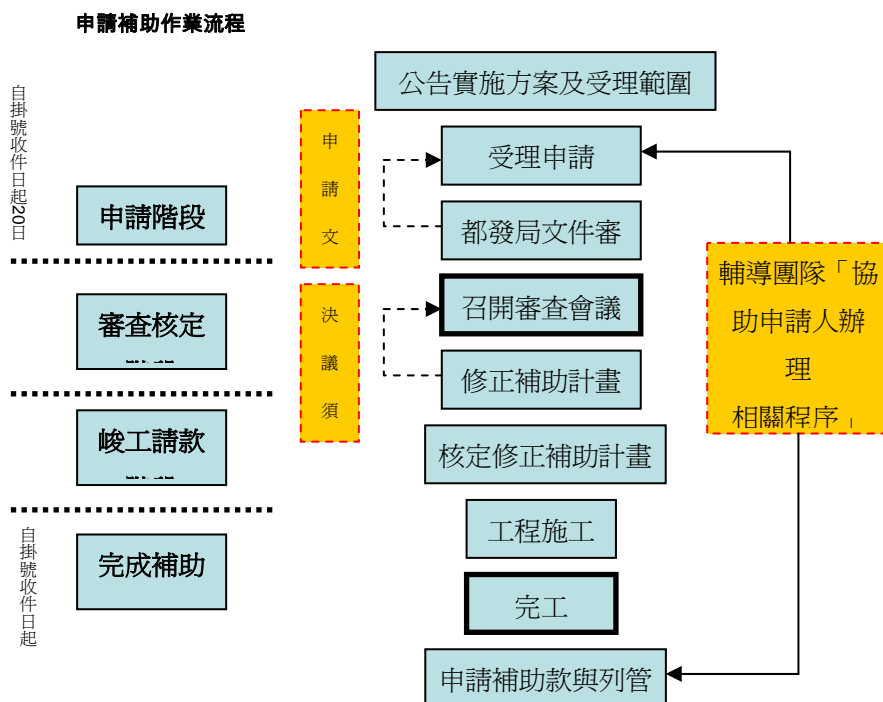 申請補助作業流程
自掛號收件日起20日
申請階段
審查核定
峻工請款
完成補助
自掛號收件日起
申請文
決議須
公告實施方案及受理範圍
受理申請
都發局文件審
召開審查會議
修正補助計畫
核定修正補助計畫
工程施工
完工
申請補助款與列管
輔導團隊「協
助申請人辦
理
相關程序」